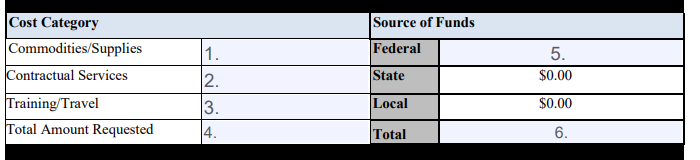 Cost Category Source of Funds
Commodities/Supplies 1. Federal 5.
Contractual Services 2. State $0.00
Training/Travel 3. Local $0.00
Total Amount Requested 4. Total 6.